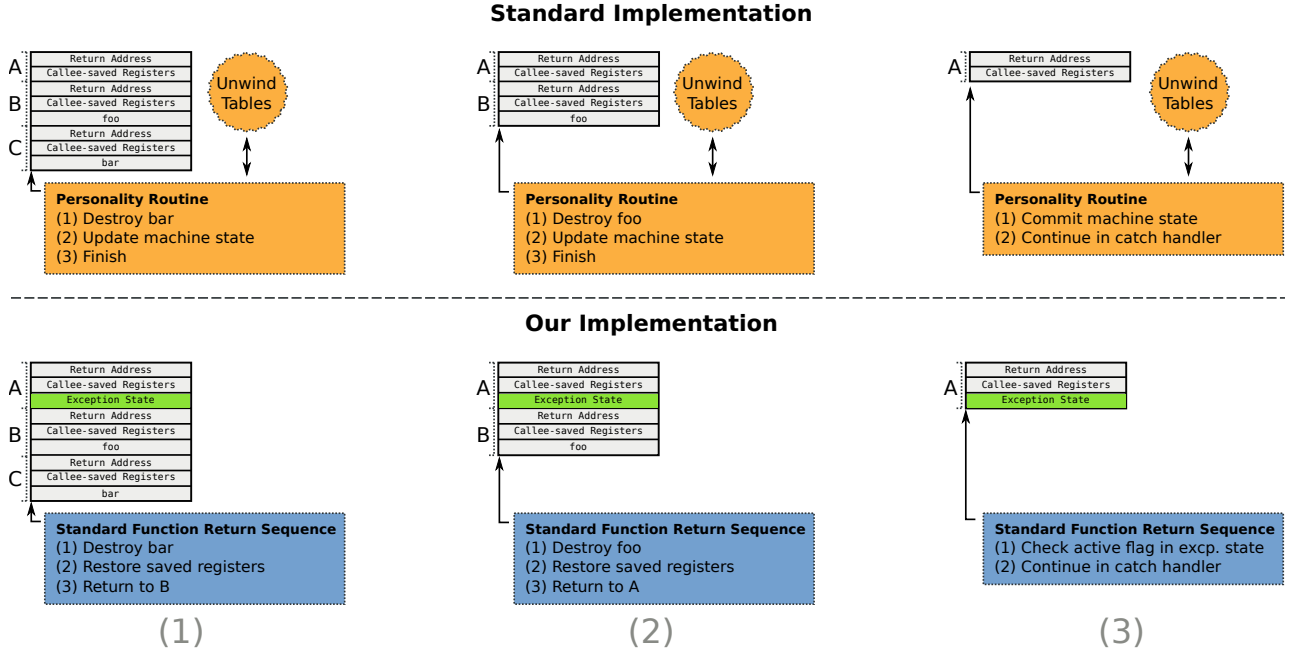 Standard Implementation
A
Return Address
Callee-saved Registers
B
Return Address
Callee-saved Registers
foo
C
Return Address
Callee-saved Registers
bar
Unwind
Tables
Personality Routine
(1) Destroy bar
(2) Update machine state
(3) Finish
A
Return Address
Callee-saved Registers
B
Return Address
Callee-saved Registers
foo
Unwind
Tables
Personality Routine
(1) Destroy foo
(2) Update machine state
(3) Finish
A
Return Address
Callee-saved Registers
Unwind
Tables
Personality Routine
(1) Commit machine state
(2) Continue in catch handler
Our Implementation
A
Return Address
Callee-saved Registers
Exception State
B
Return Address
Callee-saved Registers
foo
C
Return Address
Callee-saved Registers
bar
Standard Function Return Sequence
(1) Destroy bar
(2) Restore saved registers
(3) Return to B
(1)
A
Return Address
Callee-saved Registers
Exception State
B
Return Address
Callee-saved Registers
foo
Standard Function Return Sequence
(1) Destroy foo
(2) Restore saved registers
(3) Return to A
(2)
A
Return Address
Callee-saved Registers
Exception State
Standard Function Return Sequence
(1) Check active flag in excp. state
(2) Continue in catch handler
(3)